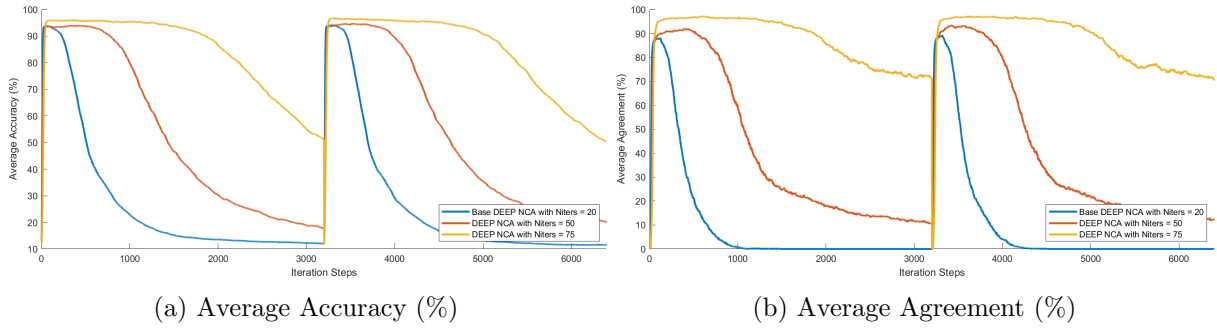 100
90
80
70
60
50
40
30
20
10
Average Accuracy (%)
0
1000
2000
3000
4000
5000
6000
Iteration Steps
Base DEEP NCA with Niters = 20
DEEP NCA with Niters = 50
DEEP NCA with Niters = 75
(a) Average Accuracy (%)
100
90
80
70
60
50
40
30
20
10
0
Average Agreement (%)
0
1000
2000
3000
4000
5000
6000
Iteration Steps
Base DEEP NCA with Niters = 20
DEEP NCA with Niters = 50
DEEP NCA with Niters = 75
(b) Average Agreement (%)